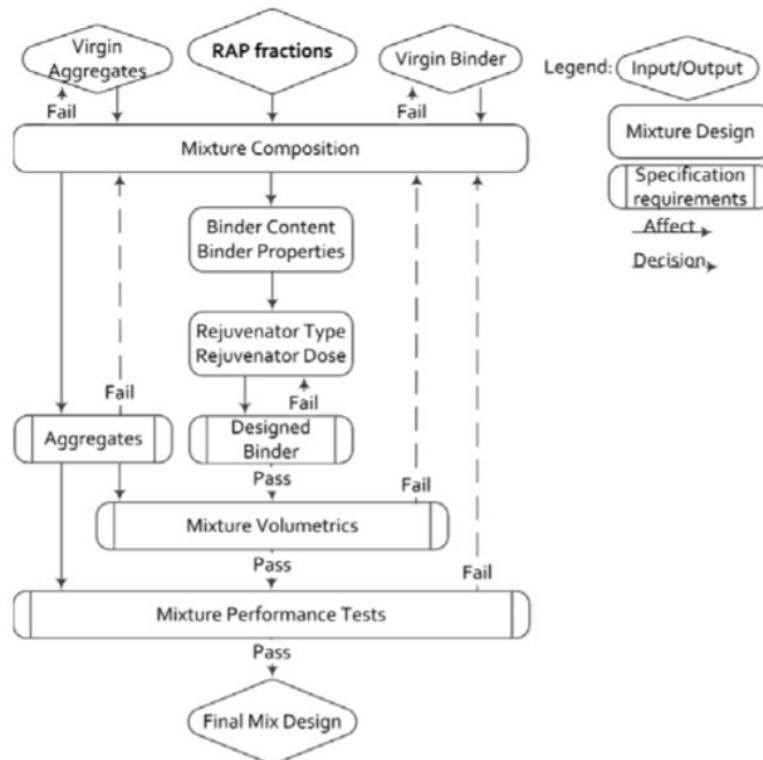 Virgin
Aggregates
RAP fractions
Virgin Binder
Legend:
Input/Output
Fail
Fail
Mixture Composition
Mixture Design
Specification
requirements
Affect
Decision
Binder Content
Binder Properties
Rejuvenator Type
Rejuvenator Dose
Fail
Fail
Aggregates
Designed
Binder
Pass
Fail
Mixture Volumetrics
Pass
Fail
Mixture Performance Tests
Pass
Final Mix Design